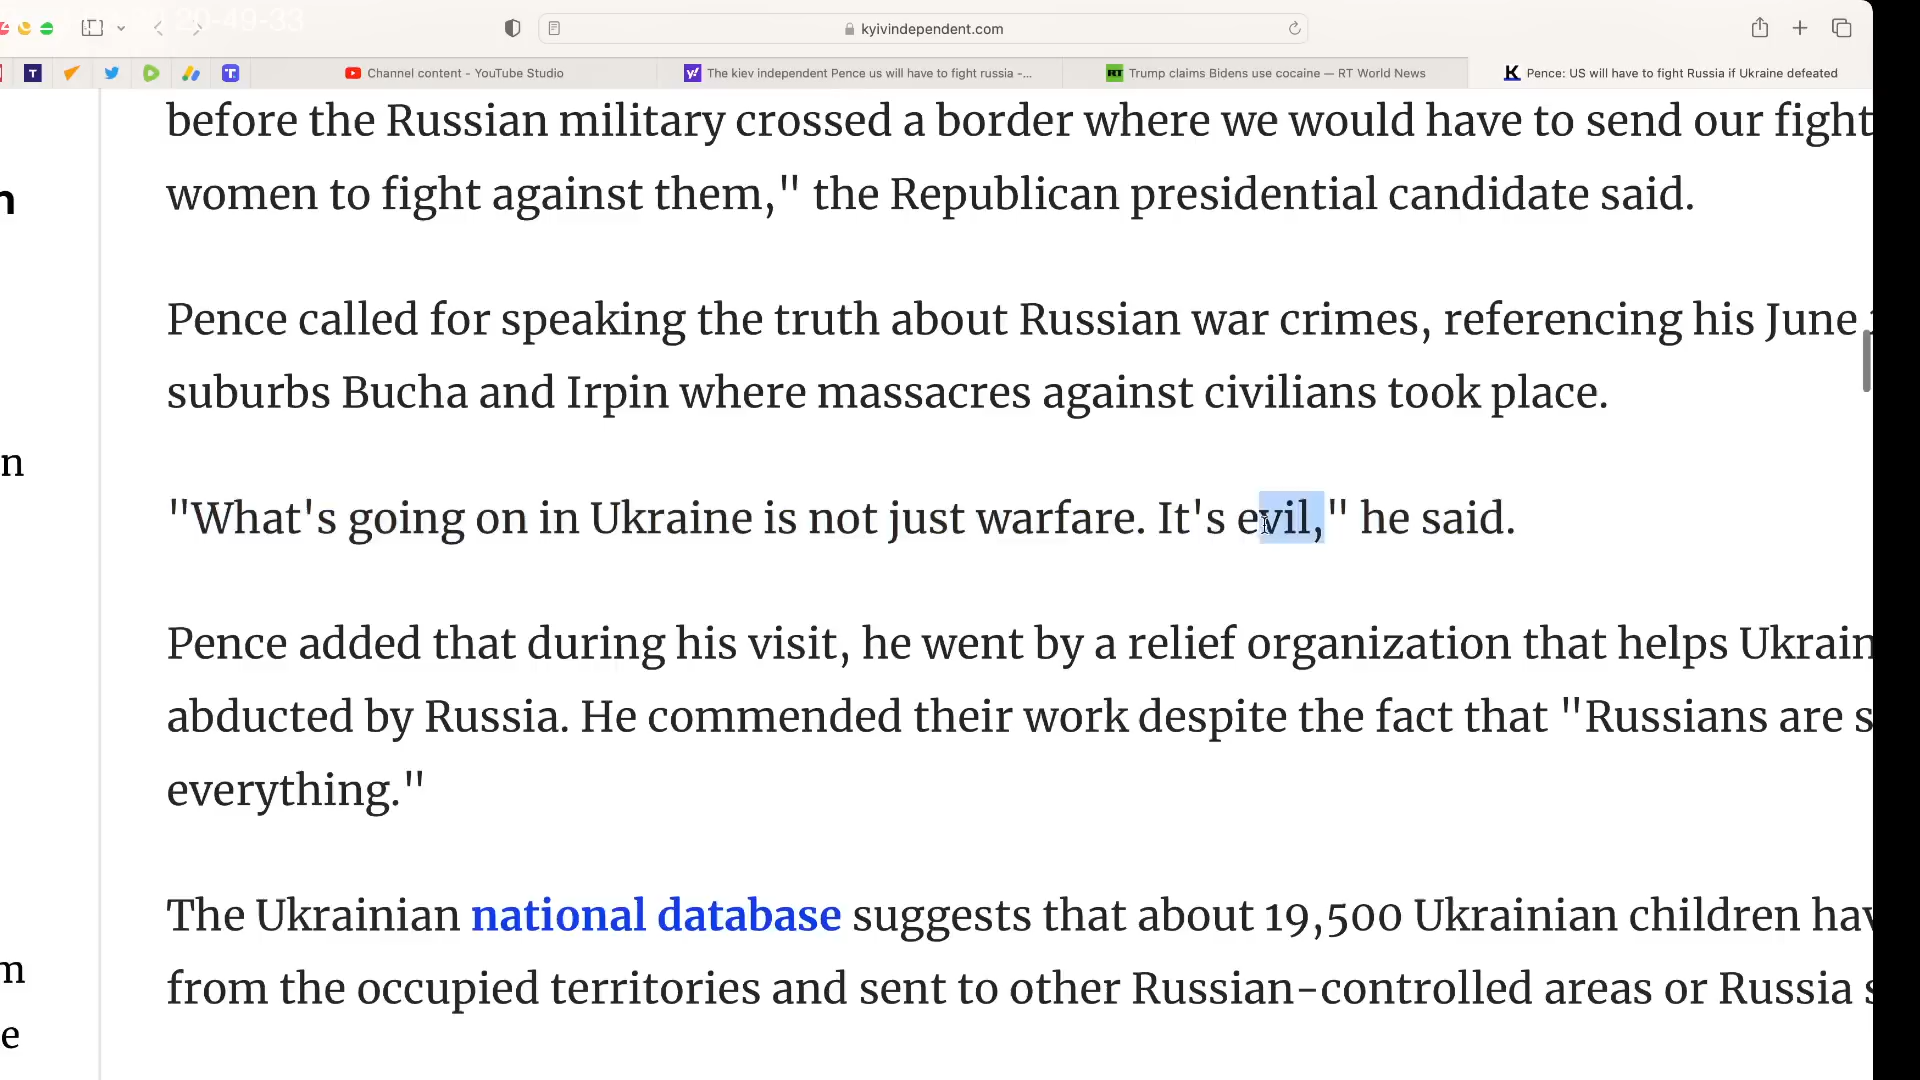 20-49-33
kyivindependent.com
T
T
Channel content - YouTube Studio
y!
The kiev independent Pence us will have to fight russia -...
RT
Trump claims Bidens use cocaine — RT World News
K
Pence: US will have to fight Russia if Ukraine defeated
before the Russian military crossed a border where we would have to send our fight
women to fight against them," the Republican presidential candidate said.
n
Pence called for speaking the truth about Russian war crimes, referencing his June
suburbs Bucha and Irpin where massacres against civilians took place.
n
"What's going on in Ukraine is not just warfare. It's evil," he said.
Pence added that during his visit, he went by a relief organization that helps Ukrain
abducted by Russia. He commended their work despite the fact that "Russians are s
everything."
The Ukrainian national database suggests that about 19,500 Ukrainian children hav
m
from the occupied territories and sent to other Russian-controlled areas or Russia s
e